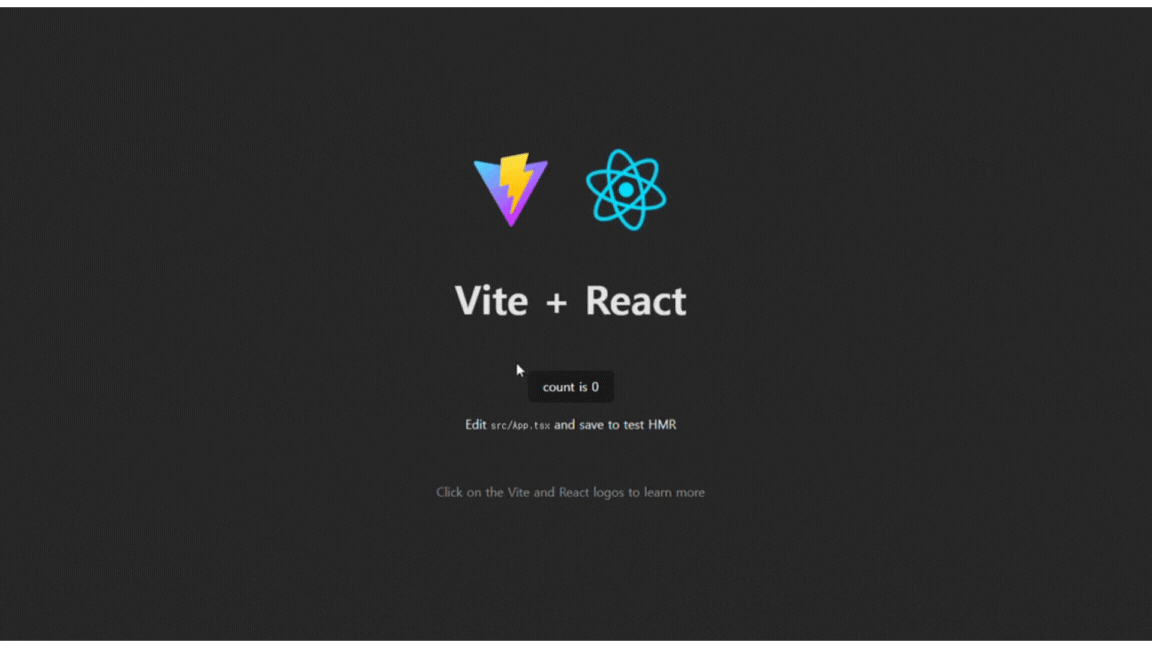 Vite + React
count is 0
Edit src/App.tsx and save to test HMR
Click on the Vite and React logos to learn more